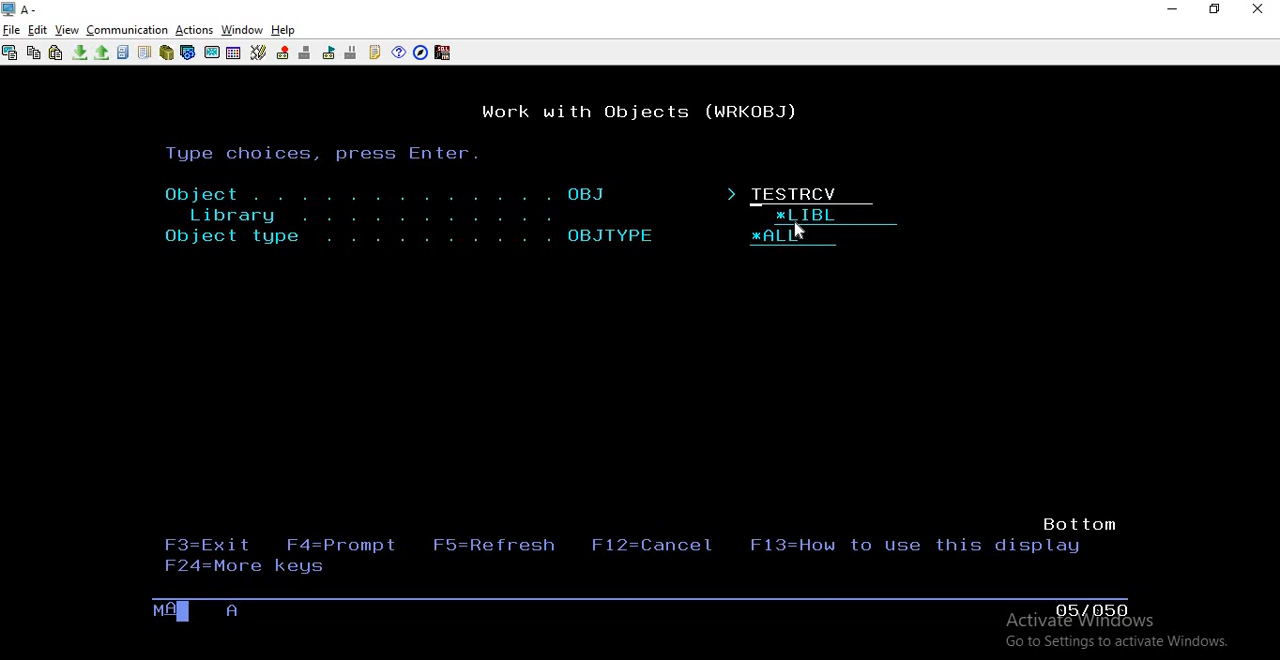 A -
File Edit View Communication Actions Window Help
Work with Objects (WRKOBJ)
Type choices, press Enter.
Object . . . . . . . . . . . . . OBJ > TESTRCV
Library . . . . . . . . . . . *LIBL
Object type . . . . . . . . . . OBJTYPE *ALL
Bottom
F3=Exit F4=Prompt F5=Refresh F12=Cancel F13=How to use this display
F24=More keys
MA A 05/050
Activate Windows
Go to Settings to activate Windows.